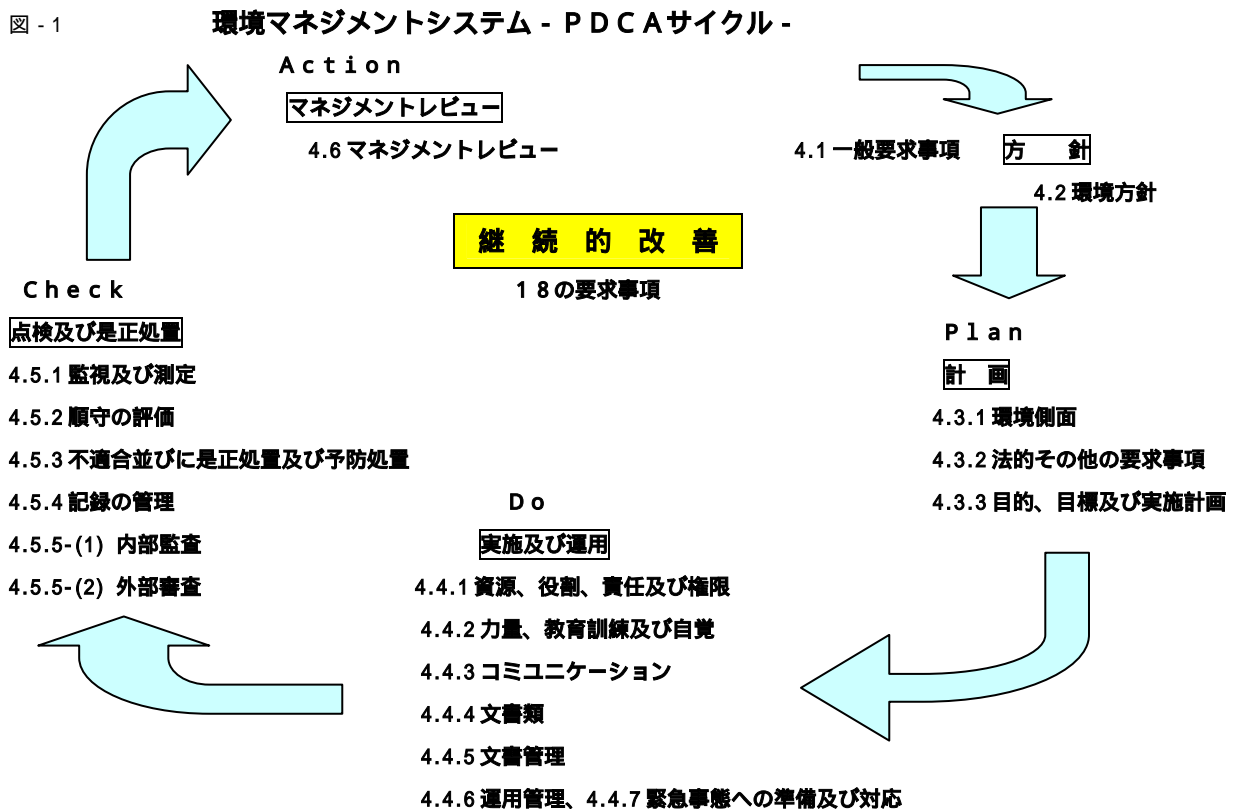 図-1
環境マネジメントシステム-PDCAサイクル-
Action
マネジメントレビュー
4.6マネジメントレビュー
4.1一般要求事項
方　針
4.2環境方針
継続的改善
18の要求事項
Check
点検及び是正処置
4.5.1監視及び測定
4.5.2順守の評価
4.5.3不適合並びに是正処置及び予防処置
4.5.4記録の管理
4.5.5-(1) 内部監査
4.5.5-(2) 外部審査
Plan
計　画
4.3.1環境側面
4.3.2法的その他の要求事項
4.3.3目的、目標及び実施計画
Do
実施及び運用
4.4.1資源、役割、責任及び権限
4.4.2力量、教育訓練及び自覚
4.4.3コミユニケーション
4.4.4文書類
4.4.5文書管理
4.4.6運用管理、4.4.7緊急事態への準備及び対応